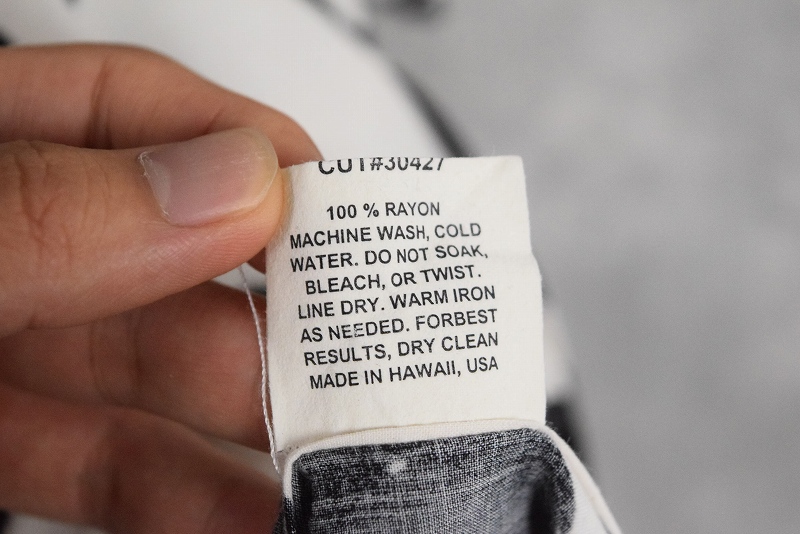 CUT#30427
100 % RAYON
MACHINE WASH, COLD
WATER. DO NOT SOAK,
BLEACH, OR TWIST.
LINE DRY. WARM IRON
AS NEEDED. FORBEST
RESULTS, DRY CLEAN
MADE IN HAWAII, USA